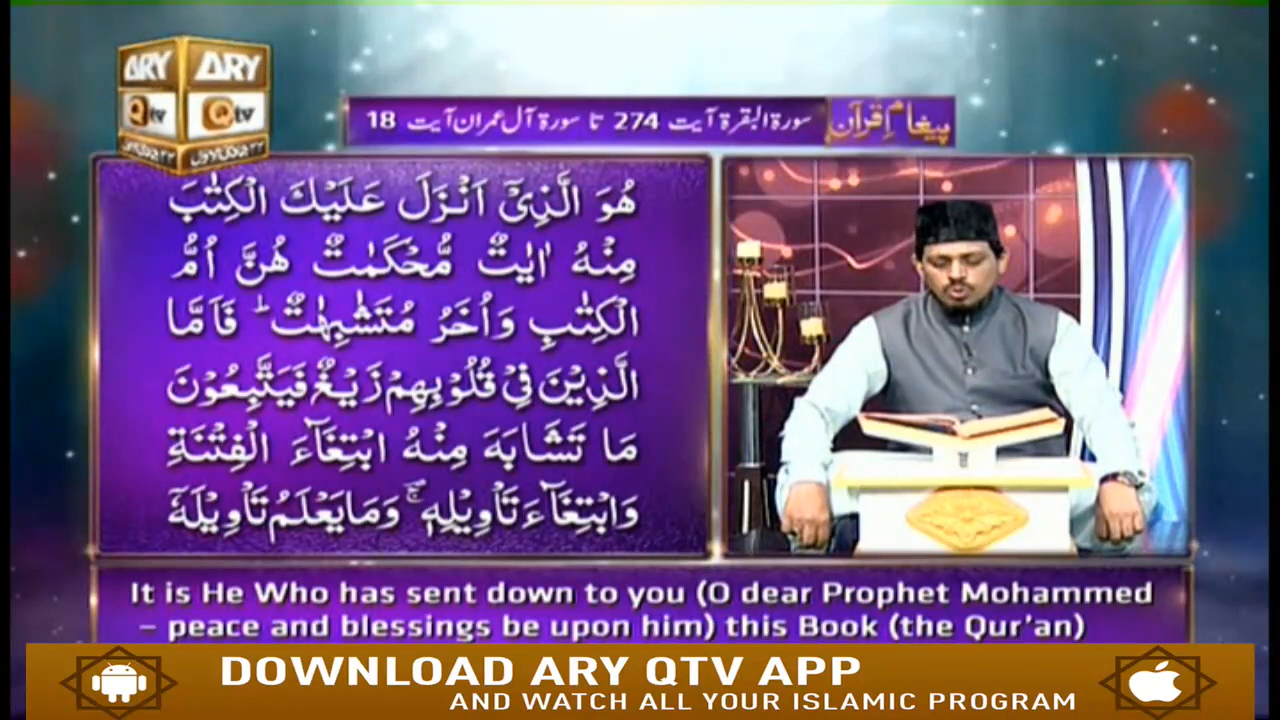 ARY ARY
Qtv Qtv
سورۃ البقرۃ آیت 274 تا سورۃ آل عمران آیت 18
پیغامِ قرآن
هُوَ الَّذِىْٓ اَنْزَلَ عَلَيْكَ الْكِتٰبَ
مِنْهُ اٰيٰتٌ مُّحْكَمٰتٌ هُنَّ اُمُّ
الْكِتٰبِ وَاُخَرُ مُتَشٰبِهٰتٌ ؕ فَاَمَّا
الَّذِيْنَ فِىْ قُلُوْبِهِمْ زَيْغٌ فَيَتَّبِعُوْنَ
مَا تَشَابَهَ مِنْهُ ابْتِغَآءَ الْفِتْنَةِ
وَابْتِغَآءَ تَاْوِيْلِهٖ ۚ وَمَا يَعْلَمُ تَاْوِيْلَهٗٓ
It is He Who has sent down to you (O dear Prophet Mohammed
– peace and blessings be upon him) this Book (the Qur'an)
DOWNLOAD ARY QTV APP
AND WATCH ALL YOUR ISLAMIC PROGRAM